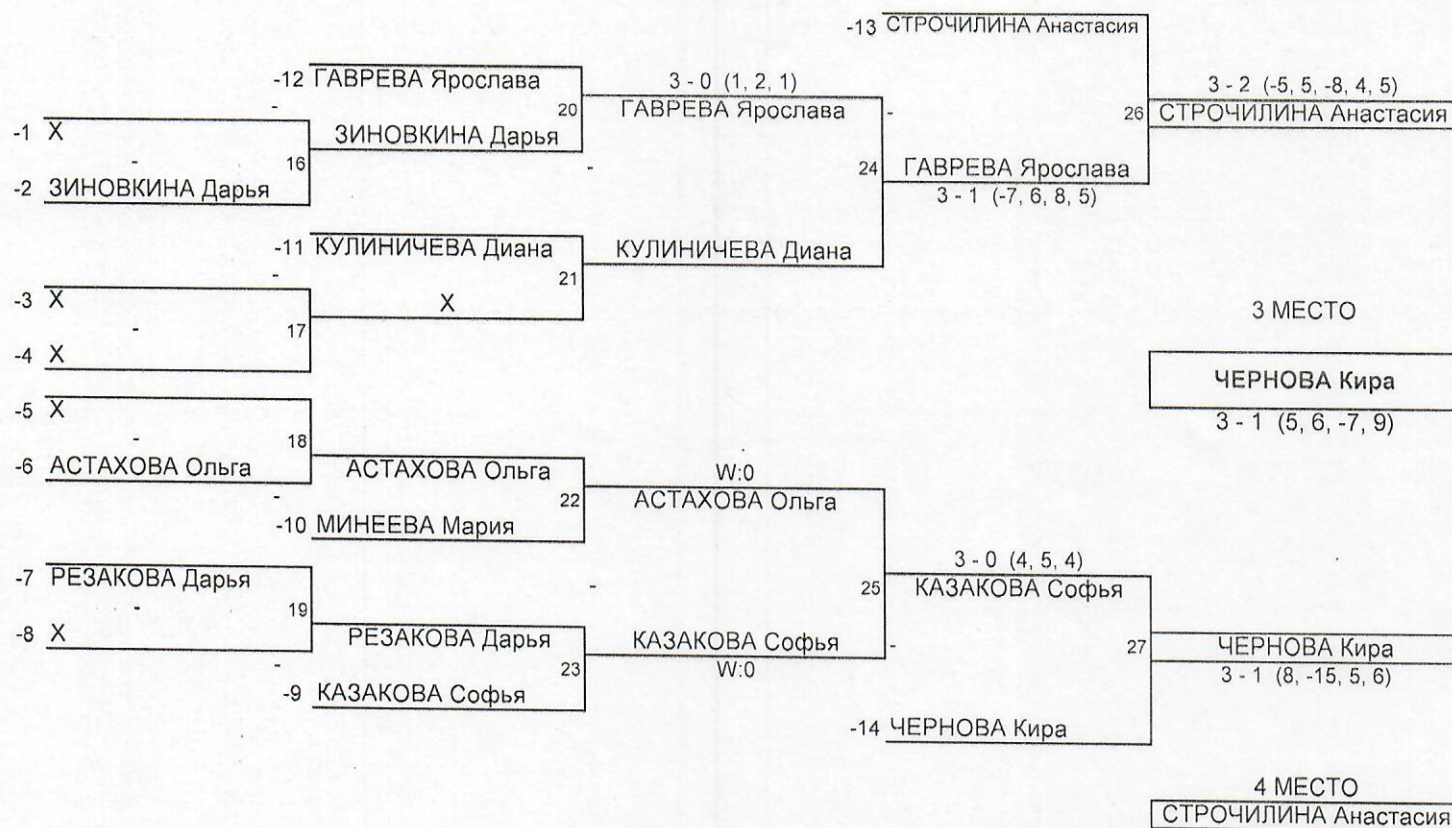 -13 СТРОЧИЛИНА Анастасия
-12 ГАВРЕВА Ярослава
3 - 0 (1, 2, 1)
3 - 2 (-5, 5, -8, 4, 5)
-
20
ГАВРЕВА Ярослава
-
26
СТРОЧИЛИНА Анастасия
-1 X
ЗИНОВКИНА Дарья
-
16
-
24
ГАВРЕВА Ярослава
-2 ЗИНОВКИНА Дарья
3 - 1 (-7, 6, 8, 5)
-11 КУЛИНИЧЕВА Диана
КУЛИНИЧЕВА Диана
-
21
-3 X
X
3 МЕСТО
-
17
-4 X
ЧЕРНОВА Кира
-5 X
3 - 1 (5, 6, -7, 9)
-
18
-6 АСТАХОВА Ольга
АСТАХОВА Ольга
W:0
-
22
АСТАХОВА Ольга
-10 МИНЕЕВА Мария
3 - 0 (4, 5, 4)
-7 РЕЗАКОВА Дарья
-
25
КАЗАКОВА Софья
-
19
-8 X
РЕЗАКОВА Дарья
КАЗАКОВА Софья
-
27
ЧЕРНОВА Кира
-
23
W:0
3 - 1 (8, -15, 5, 6)
-9 КАЗАКОВА Софья
-14 ЧЕРНОВА Кира
4 МЕСТО
СТРОЧИЛИНА Анастасия